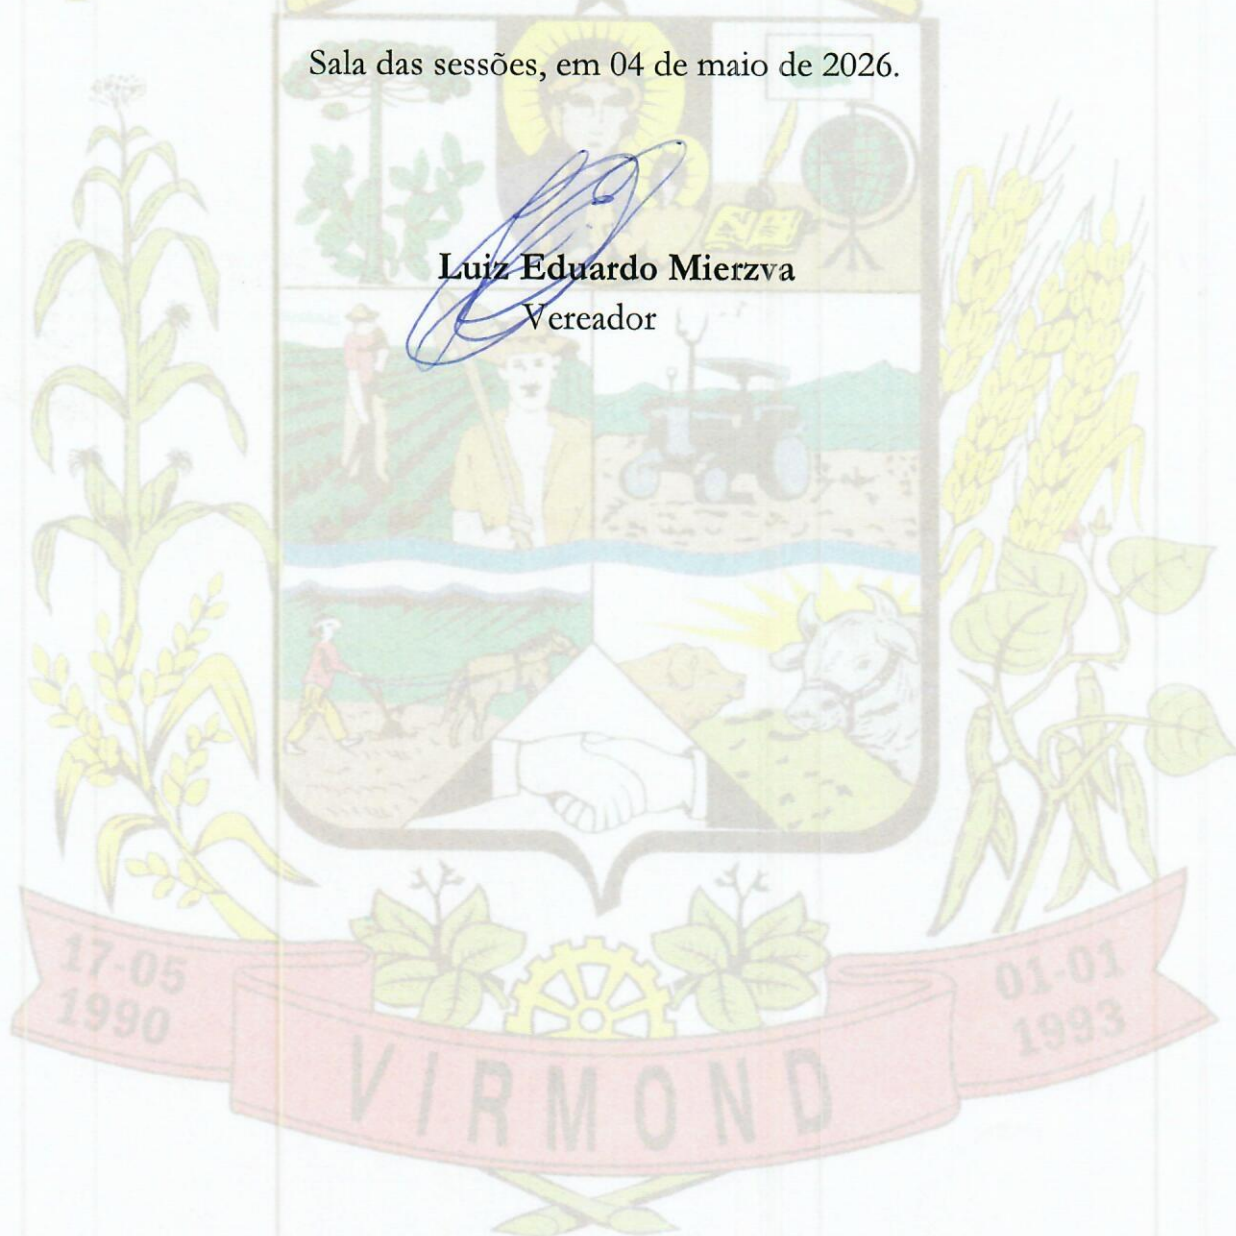 Sala das sessões, em 04 de maio de 2026.
Luiz Eduardo Mierzva
Vereador
17-05
1990
01-01
1993
VIRMOND